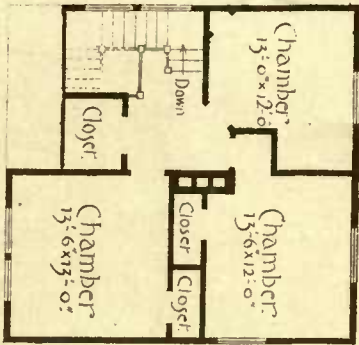 Chamber
13'-0"x12'-0"
Down
Closet
Chamber
13'-6"x13'-0"
Closet
Closet
Chamber
13'-6"x12'-0"